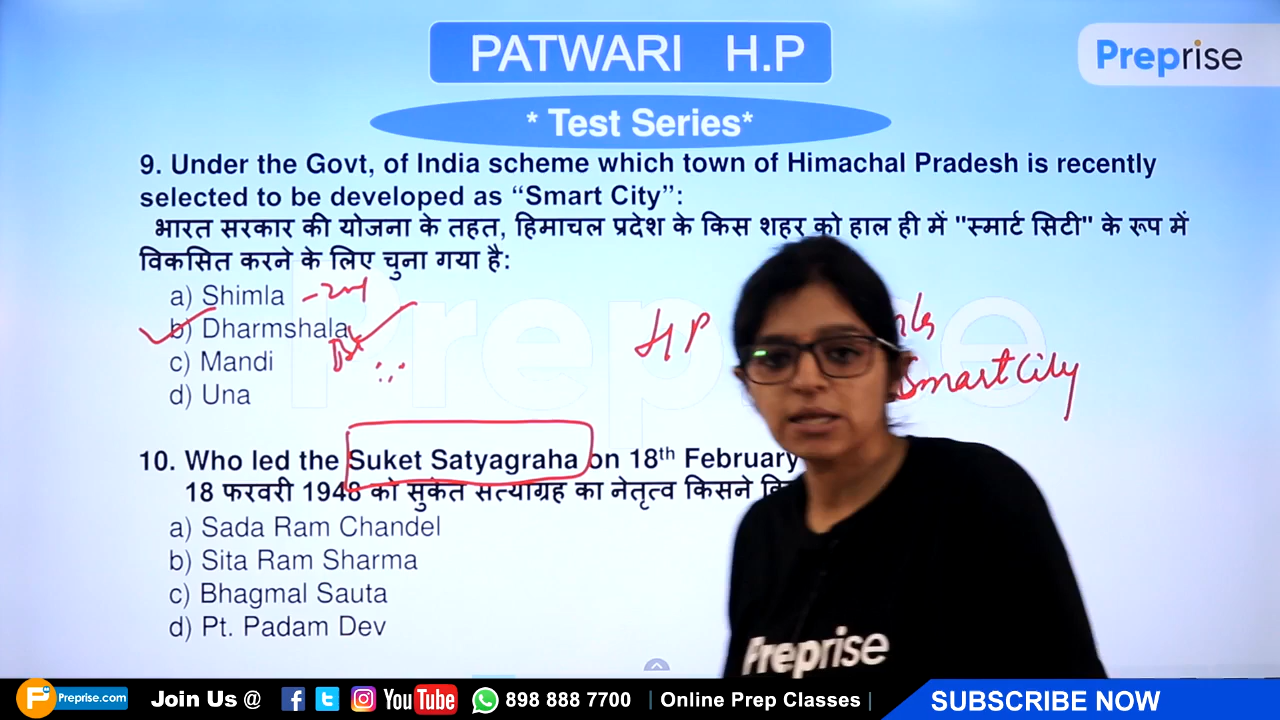 PATWARI H.P
Preprise
* Test Series*
9. Under the Govt, of India scheme which town of Himachal Pradesh is recently
selected to be developed as “Smart City”:
भारत सरकार की योजना के तहत, हिमाचल प्रदेश के किस शहर को हाल ही में "स्मार्ट सिटी" के रूप में
विकसित करने के लिए चुना गया है:
a) Shimla - 2nd
b) Dharmshala
c) Mandi
d) Una
HP
Smart City
10. Who led the Suket Satyagraha on 18th February
18 फरवरी 1948 को सुकेत सत्याग्रह का नेतृत्व किसने
a) Sada Ram Chandel
b) Sita Ram Sharma
c) Bhagmal Sauta
d) Pt. Padam Dev
Preprise
Preprise
Preprise.com Join Us @ YouTube 898 888 7700 | Online Prep Classes | SUBSCRIBE NOW